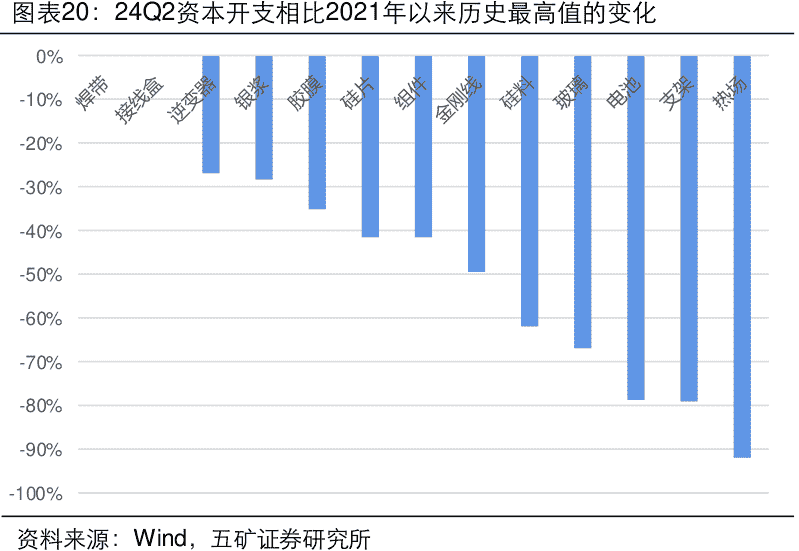 图表20：24Q2资本开支相比2021年以来历史最高值的变化
0%
-10%
-20%
-30%
-40%
-50%
-60%
-70%
-80%
-90%
-100%
焊带
接线盒
逆变器
银浆
胶膜
硅片
组件
金刚线
硅料
玻璃
电池
支架
热场
资料来源：Wind，五矿证券研究所